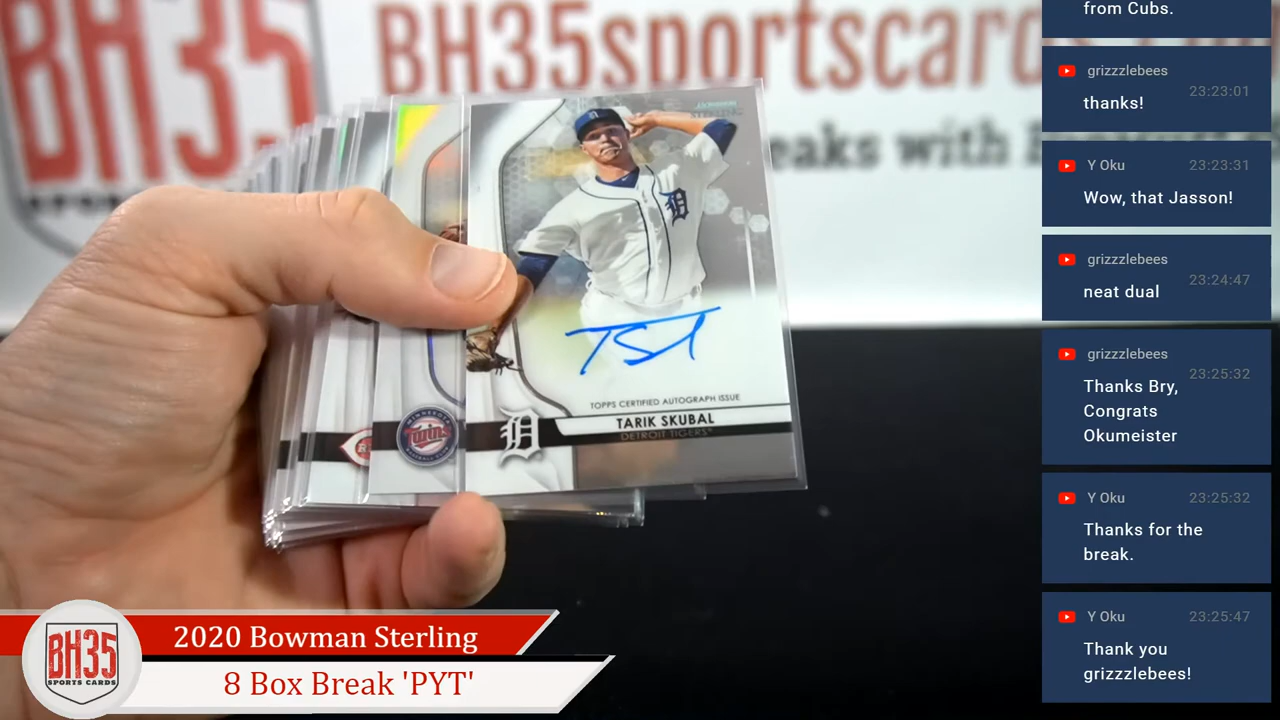 BH35
BH35sportscards
eaks with
STERLING
TOPPS CERTIFIED AUTOGRAPH ISSUE
TARIK SKUBAL
DETROIT TIGERS
Twins
BH35
SPORTS CARDS
2020 Bowman Sterling
8 Box Break 'PYT'
from Cubs.
grizzzlebees
23:23:01
thanks!
Y Oku
23:23:31
Wow, that Jasson!
grizzzlebees
23:24:47
neat dual
grizzzlebees
23:25:32
Thanks Bry,
Congrats
Okumeister
Y Oku
23:25:32
Thanks for the
break.
Y Oku
23:25:47
Thank you
grizzzlebees!